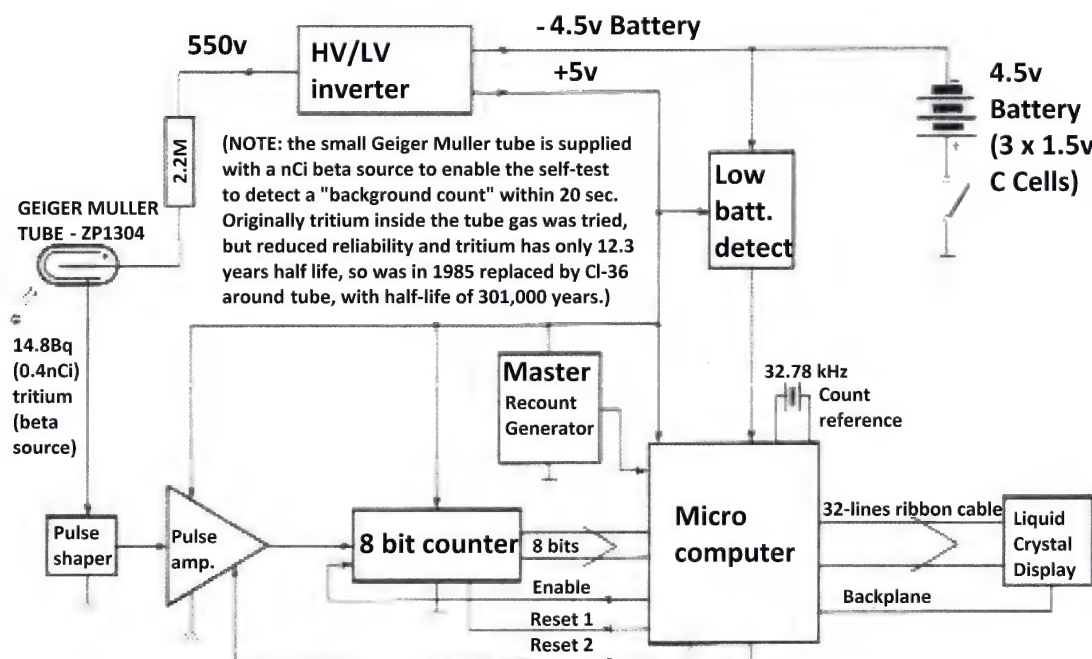 550v
HV/LV
inverter
- 4.5v Battery
+5v
4.5v
Battery
(3 x 1.5v
C Cells)
2.2M
(NOTE: the small Geiger Muller tube is supplied
with a nCi beta source to enable the self-test
to detect a "background count" within 20 sec.
Originally tritium inside the tube gas was tried,
but reduced reliability and tritium has only 12.3
years half life, so was in 1985 replaced by Cl-36
around tube, with half-life of 301,000 years.)
Low
batt.
detect
GEIGER MULLER
TUBE - ZP1304
14.8Bq
(0.4nCi)
tritium
(beta
source)
Master
Recount
Generator
32.78 kHz
Count
reference
Pulse
shaper
Pulse
amp.
8 bit counter
8 bits
Enable
Reset 1
Reset 2
Micro
computer
32-lines ribbon cable
Backplane
Liquid
Crystal
Display